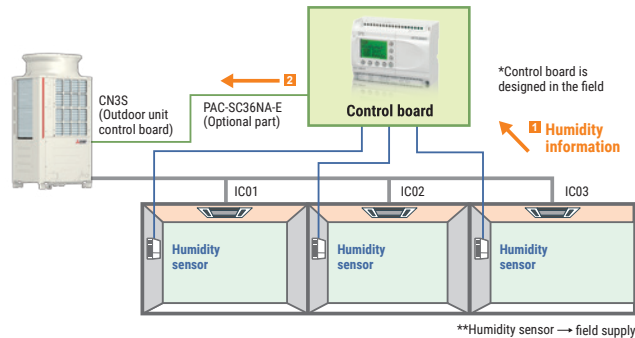 2
CN3S
(Outdoor unit
control board)
PAC-SC36NA-E
(Optional part)
Control board
*Control board is
designed in the field
1 Humidity
information
IC01
IC02
IC03
Humidity
sensor
Humidity
sensor
Humidity
sensor
**Humidity sensor → field supply